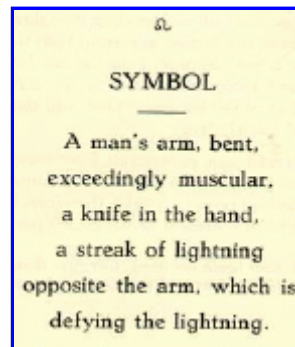 ♌
SYMBOL
A man's arm, bent,
exceedingly muscular,
a knife in the hand,
a streak of lightning
opposite the arm, which is
defying the lightning.